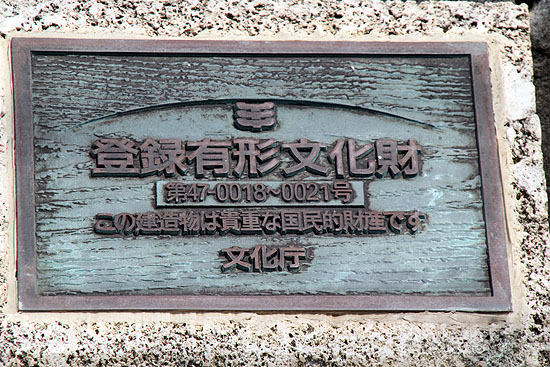 登録有形文化財
第47-0018~0021号
この建造物は貴重な国民的財産です
文化庁